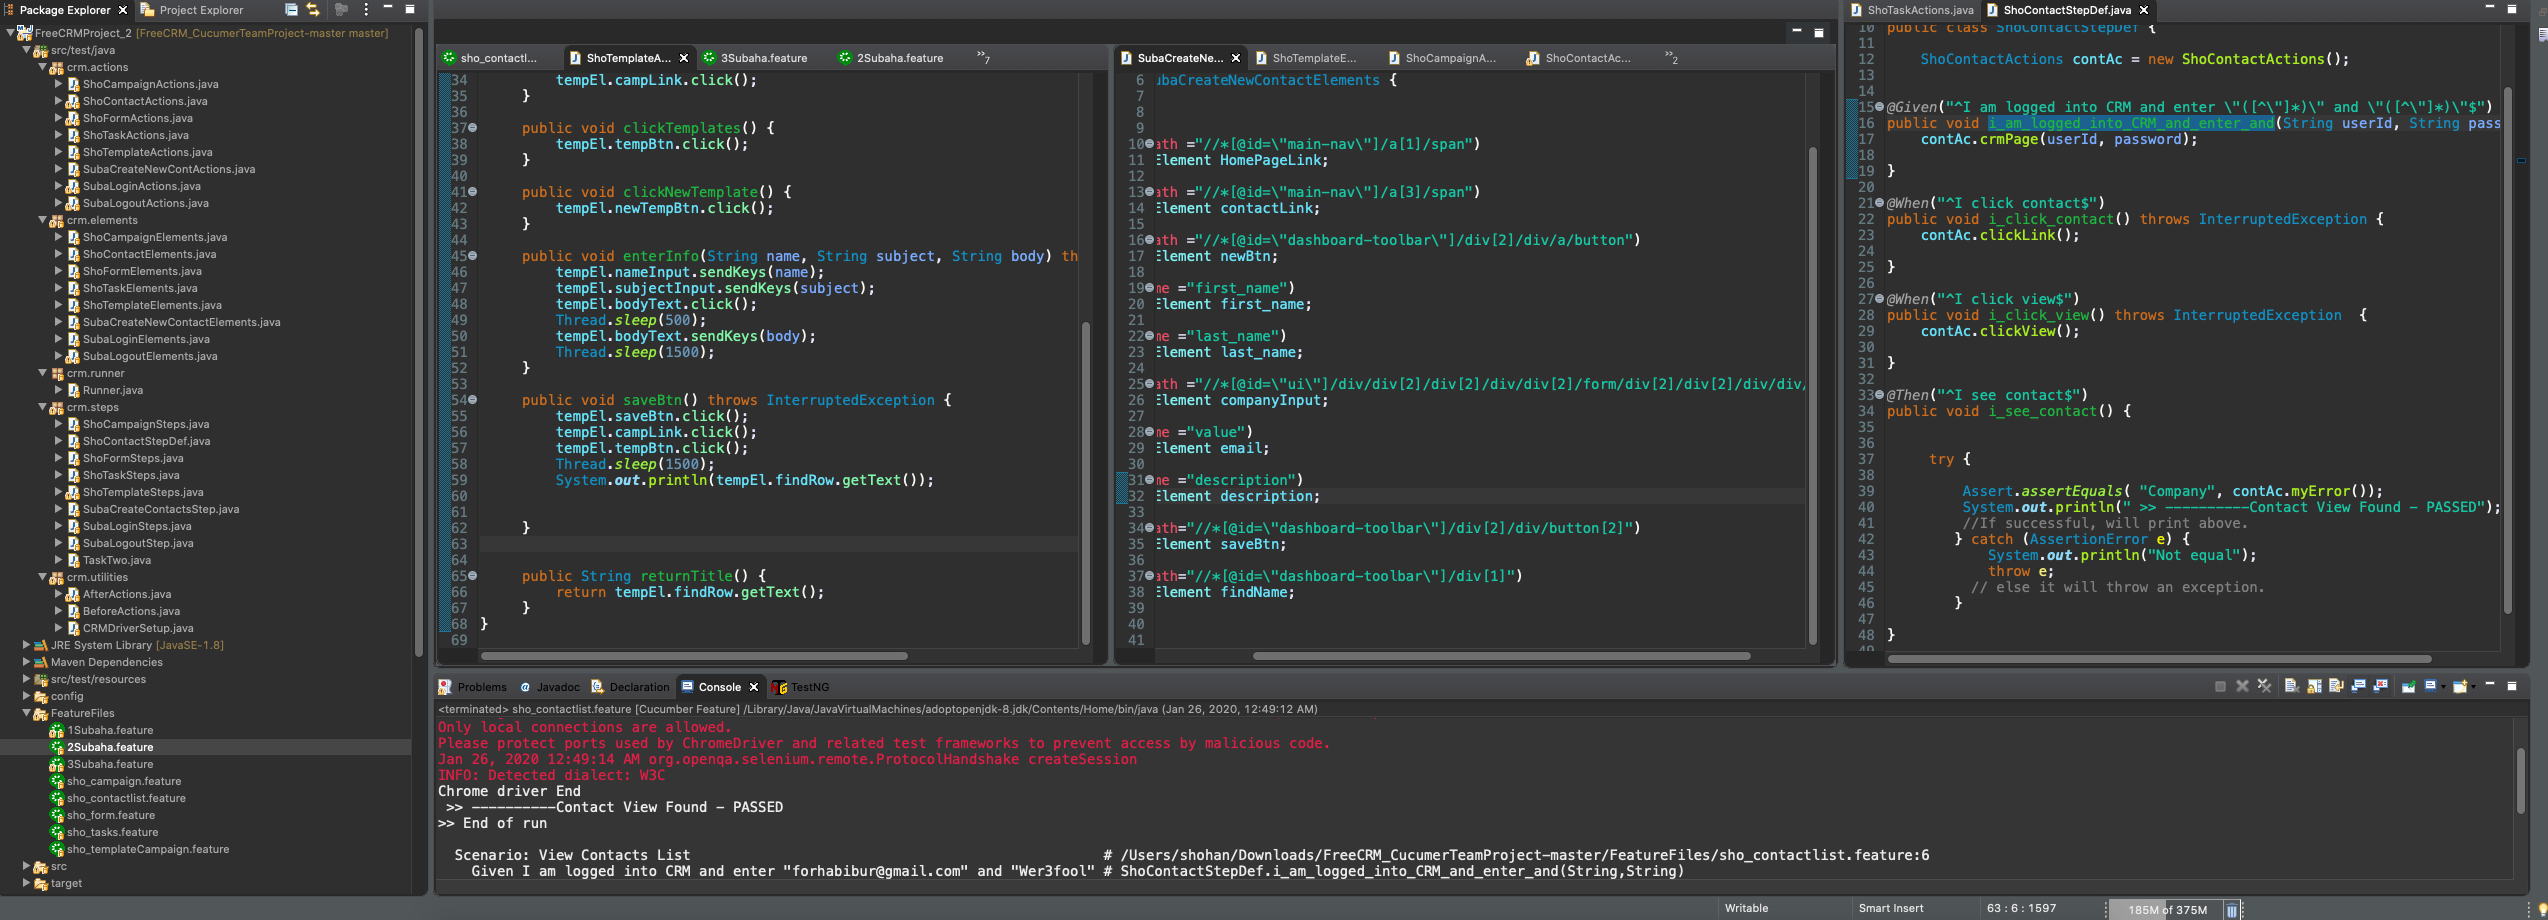 Package Explorer
Project Explorer
FreeCRMProject_2 [FreeCRM_CucumerTeamProject-master master]
src/test/java
crm.actions
ShoCampaignActions.java
ShoContactActions.java
ShoFormActions.java
ShoTaskActions.java
ShoTemplateActions.java
SubaCreateNewContActions.java
SubaLoginActions.java
SubaLogoutActions.java
crm.elements
ShoCampaignElements.java
ShoContactElements.java
ShoFormElements.java
ShoTaskElements.java
ShoTemplateElements.java
SubaCreateNewContactElements.java
SubaLoginElements.java
SubaLogoutElements.java
crm.runner
Runner.java
crm.steps
ShoCampaignSteps.java
ShoContactStepDef.java
ShoFormSteps.java
ShoTaskSteps.java
ShoTemplateSteps.java
SubaCreateContactsStep.java
SubaLoginSteps.java
SubaLogoutStep.java
TaskTwo.java
crm.utilities
AfterActions.java
BeforeActions.java
CRMDriverSetup.java
JRE System Library [JavaSE-1.8]
Maven Dependencies
src/test/resources
config
FeatureFiles
1Subaha.feature
2Subaha.feature
3Subaha.feature
sho_campaign.feature
sho_contactlist.feature
sho_form.feature
sho_tasks.feature
sho_templateCampaign.feature
src
target
sho_contactl...
ShoTemplateA...
3Subaha.feature
2Subaha.feature
»7
34 tempEl.campLink.click();
35 }
36
37 public void clickTemplates() {
38 tempEl.tempBtn.click();
39 }
40
41 public void clickNewTemplate() {
42 tempEl.newTempBtn.click();
43 }
44
45 public void enterInfo(String name, String subject, String body) th
46 tempEl.nameInput.sendKeys(name);
47 tempEl.subjectInput.sendKeys(subject);
48 tempEl.bodyText.click();
49 Thread.sleep(500);
50 tempEl.bodyText.sendKeys(body);
51 Thread.sleep(1500);
52 }
53
54 public void saveBtn() throws InterruptedException {
55 tempEl.saveBtn.click();
56 tempEl.campLink.click();
57 tempEl.tempBtn.click();
58 Thread.sleep(1500);
59 System.out.println(tempEl.findRow.getText());
60
61
62 }
63
64
65 public String returnTitle() {
66 return tempEl.findRow.getText();
67 }
68 }
69
SubaCreateNe...
ShoTemplateE...
ShoCampaignA...
ShoContactAc...
»2
6 ubaCreateNewContactElements {
7
8
9
10 ath ="//*[@id=\"main-nav\"]/a[1]/span")
11 Element HomePageLink;
12
13 ath ="//*[@id=\"main-nav\"]/a[3]/span")
14 Element contactLink;
15
16 ath ="//*[@id=\"dashboard-toolbar\"]/div[2]/div/a/button")
17 Element newBtn;
18
19 me ="first_name")
20 Element first_name;
21
22 me ="last_name")
23 Element last_name;
24
25 ath ="//*[@id=\"ui\"]/div/div[2]/div[2]/div/div[2]/form/div[2]/div[2]/div/div/
26 Element companyInput;
27
28 me ="value")
29 Element email;
30
31 me ="description")
32 Element description;
33
34 ath="//*[@id=\"dashboard-toolbar\"]/div[2]/div/button[2]")
35 Element saveBtn;
36
37 ath="//*[@id=\"dashboard-toolbar\"]/div[1]")
38 Element findName;
39
40
41
ShoTaskActions.java
ShoContactStepDef.java
10 public class ShoContactStepDef {
11
12 ShoContactActions contAc = new ShoContactActions();
13
14
15 @Given("^I am logged into CRM and enter \"([^\"]*)\" and \"([^\"]*)\"$")
16 public void i_am_logged_into_CRM_and_enter_and(String userId, String pass
17 contAc.crmPage(userId, password);
18
19 }
20
21 @When("^I click contact$")
22 public void i_click_contact() throws InterruptedException {
23 contAc.clickLink();
24
25 }
26
27 @When("^I click view$")
28 public void i_click_view() throws InterruptedException {
29 contAc.clickView();
30
31 }
32
33 @Then("^I see contact$")
34 public void i_see_contact() {
35
36
37 try {
38
39 Assert.assertEquals( "Company", contAc.myError());
40 System.out.println(" >> ----------Contact View Found - PASSED");
41 //If successful, will print above.
42 } catch (AssertionError e) {
43 System.out.println("Not equal");
44 throw e;
45 // else it will throw an exception.
46 }
47
48 }
49
Problems
Javadoc
Declaration
Console
TestNG
<terminated> sho_contactlist.feature [Cucumber Feature] /Library/Java/JavaVirtualMachines/adoptopenjdk-8.jdk/Contents/Home/bin/java (Jan 26, 2020, 12:49:12 AM)
Only local connections are allowed.
Please protect ports used by ChromeDriver and related test frameworks to prevent access by malicious code.
Jan 26, 2020 12:49:14 AM org.openqa.selenium.remote.ProtocolHandshake createSession
INFO: Detected dialect: W3C
Chrome driver End
>> ----------Contact View Found - PASSED
>> End of run
Scenario: View Contacts List # /Users/shohan/Downloads/FreeCRM_CucumerTeamProject-master/FeatureFiles/sho_contactlist.feature:6
Given I am logged into CRM and enter "forhabibur@gmail.com" and "Wer3fool" # ShoContactStepDef.i_am_logged_into_CRM_and_enter_and(String,String)
Writable
Smart Insert
63 : 6 : 1597
185M of 375M